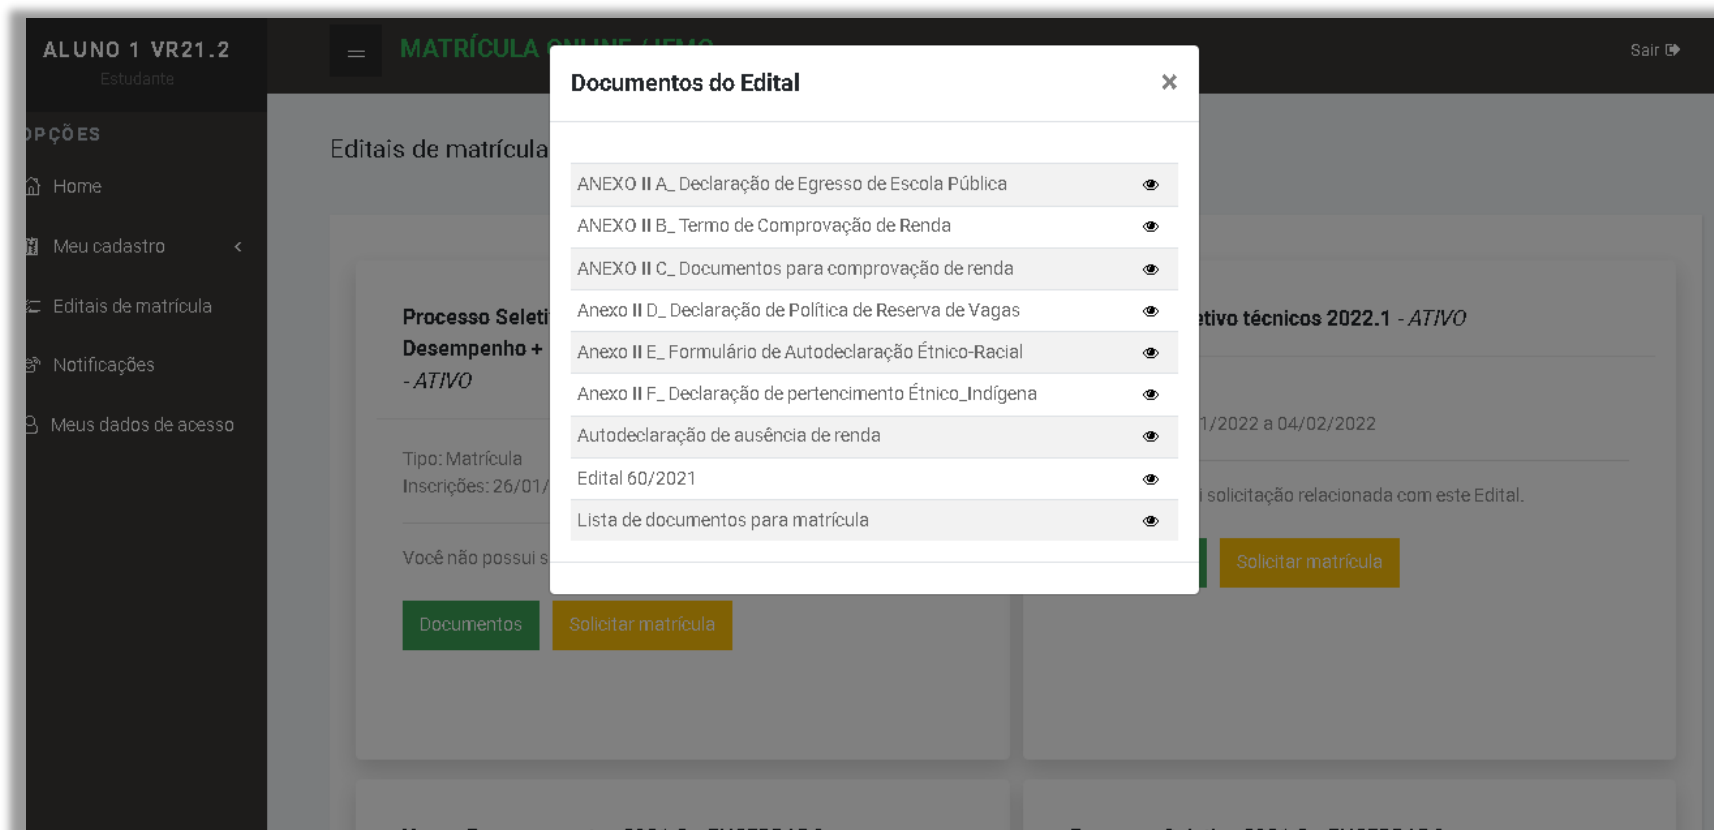 ALUNO 1 VR21.2
Estudante
OPÇÕES
Home
Meu cadastro
Editais de matrícula
Notificações
Meus dados de acesso
MATRÍCULA
Sair
Editais de matrícula
Documentos do Edital
×
ANEXO II A_ Declaração de Egresso de Escola Pública
ANEXO II B_ Termo de Comprovação de Renda
ANEXO II C_ Documentos para comprovação de renda
Anexo II D_ Declaração de Política de Reserva de Vagas
Anexo II E_ Formulário de Autodeclaração Étnico-Racial
Anexo II F_ Declaração de pertencimento Étnico_Indígena
Autodeclaração de ausência de renda
Edital 60/2021
Lista de documentos para matrícula
Processo Seleti
Desempenho +
- ATIVO
Tipo: Matrícula
Inscrições: 26/01/
Você não possui s
Documentos Solicitar matrícula
etivo técnicos 2022.1 - ATIVO
1/2022 a 04/02/2022
i solicitação relacionada com este Edital.
Solicitar matrícula